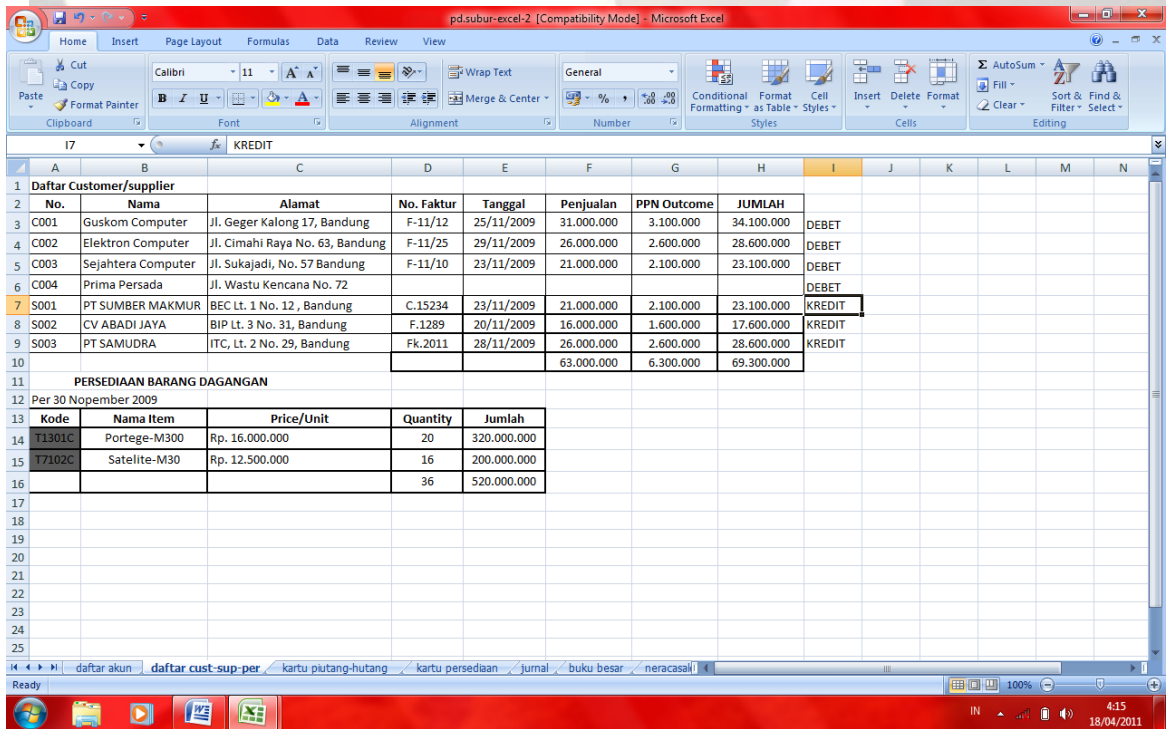 pd.subur-excel-2 [Compatibility Mode] - Microsoft Excel
Home Insert Page Layout Formulas Data Review View
Cut Calibri 11 A A Wrap Text General AutoSum
Copy Fill
Paste Format Painter B I U A Merge & Center % , Conditional Formatting Format as Table Cell Styles Insert Delete Format Clear Sort & Filter Find & Select
Clipboard Font Alignment Number Styles Cells Editing
I7 fx KREDIT
A B C D E F G H I J K L M N
1 Daftar Customer/supplier
2 No. Nama Alamat No. Faktur Tanggal Penjualan PPN Outcome JUMLAH
3 C001 Guskom Computer Jl. Geger Kalong 17, Bandung F-11/12 25/11/2009 31.000.000 3.100.000 34.100.000 DEBET
4 C002 Elektron Computer Jl. Cimahi Raya No. 63, Bandung F-11/25 29/11/2009 26.000.000 2.600.000 28.600.000 DEBET
5 C003 Sejahtera Computer Jl. Sukajadi, No. 57 Bandung F-11/10 23/11/2009 21.000.000 2.100.000 23.100.000 DEBET
6 C004 Prima Persada Jl. Wastu Kencana No. 72 DEBET
7 S001 PT SUMBER MAKMUR BEC Lt. 1 No. 12 , Bandung C.15234 23/11/2009 21.000.000 2.100.000 23.100.000 KREDIT
8 S002 CV ABADI JAYA BIP Lt. 3 No. 31, Bandung F.1289 20/11/2009 16.000.000 1.600.000 17.600.000 KREDIT
9 S003 PT SAMUDRA ITC, Lt. 2 No. 29, Bandung Fk.2011 28/11/2009 26.000.000 2.600.000 28.600.000 KREDIT
10 63.000.000 6.300.000 69.300.000
11 PERSEDIAAN BARANG DAGANGAN
12 Per 30 Nopember 2009
13 Kode Nama Item Price/Unit Quantity Jumlah
14 T1301C Portege-M300 Rp. 16.000.000 20 320.000.000
15 T7102C Satelite-M30 Rp. 12.500.000 16 200.000.000
16 36 520.000.000
17
18
19
20
21
22
23
24
25
daftar akun daftar cust-sup-per kartu piutang-hutang kartu persediaan jurnal buku besar neracasal
Ready 100%
IN 4:15
18/04/2011